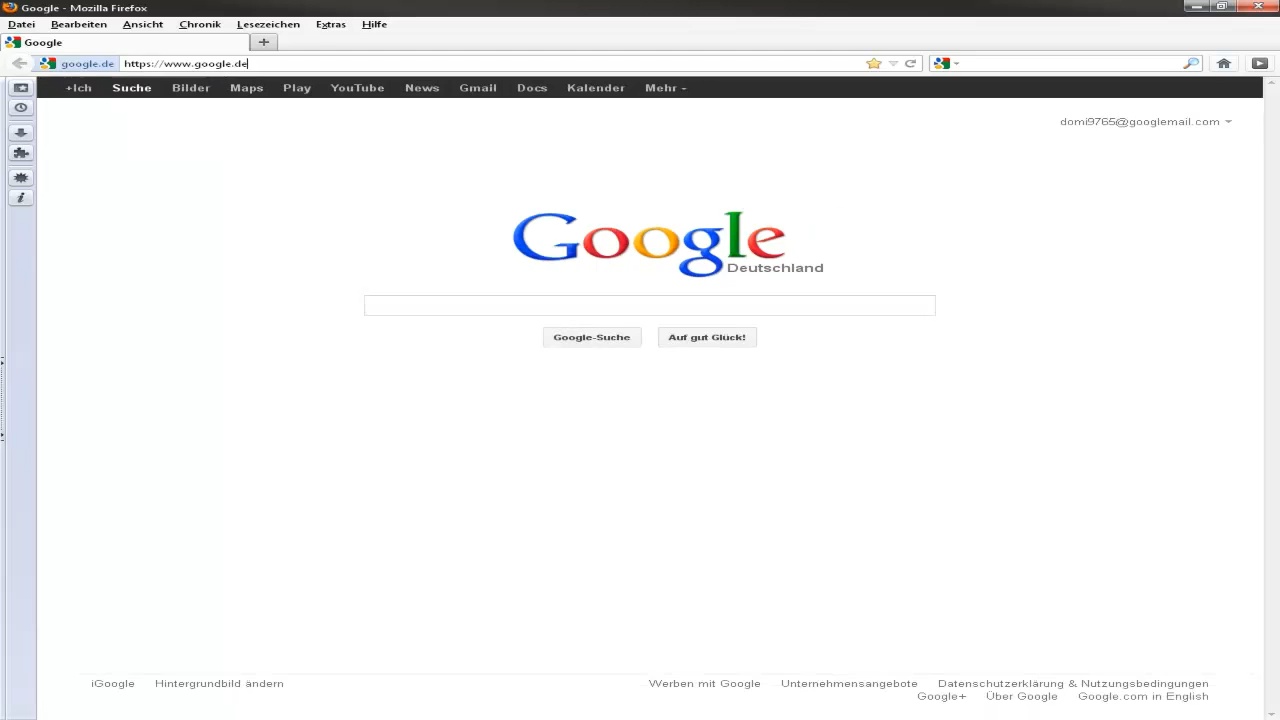 Google - Mozilla Firefox
Datei Bearbeiten Ansicht Chronik Lesezeichen Extras Hilfe
Google
google.de https://www.google.de
+Ich Suche Bilder Maps Play YouTube News Gmail Docs Kalender Mehr
domi9765@googlemail.com
Google
Deutschland
Google-Suche Auf gut Glück!
iGoogle Hintergrundbild ändern Werben mit Google Unternehmensangebote Datenschutzerklärung & Nutzungsbedingungen
Google+ Über Google Google.com in English